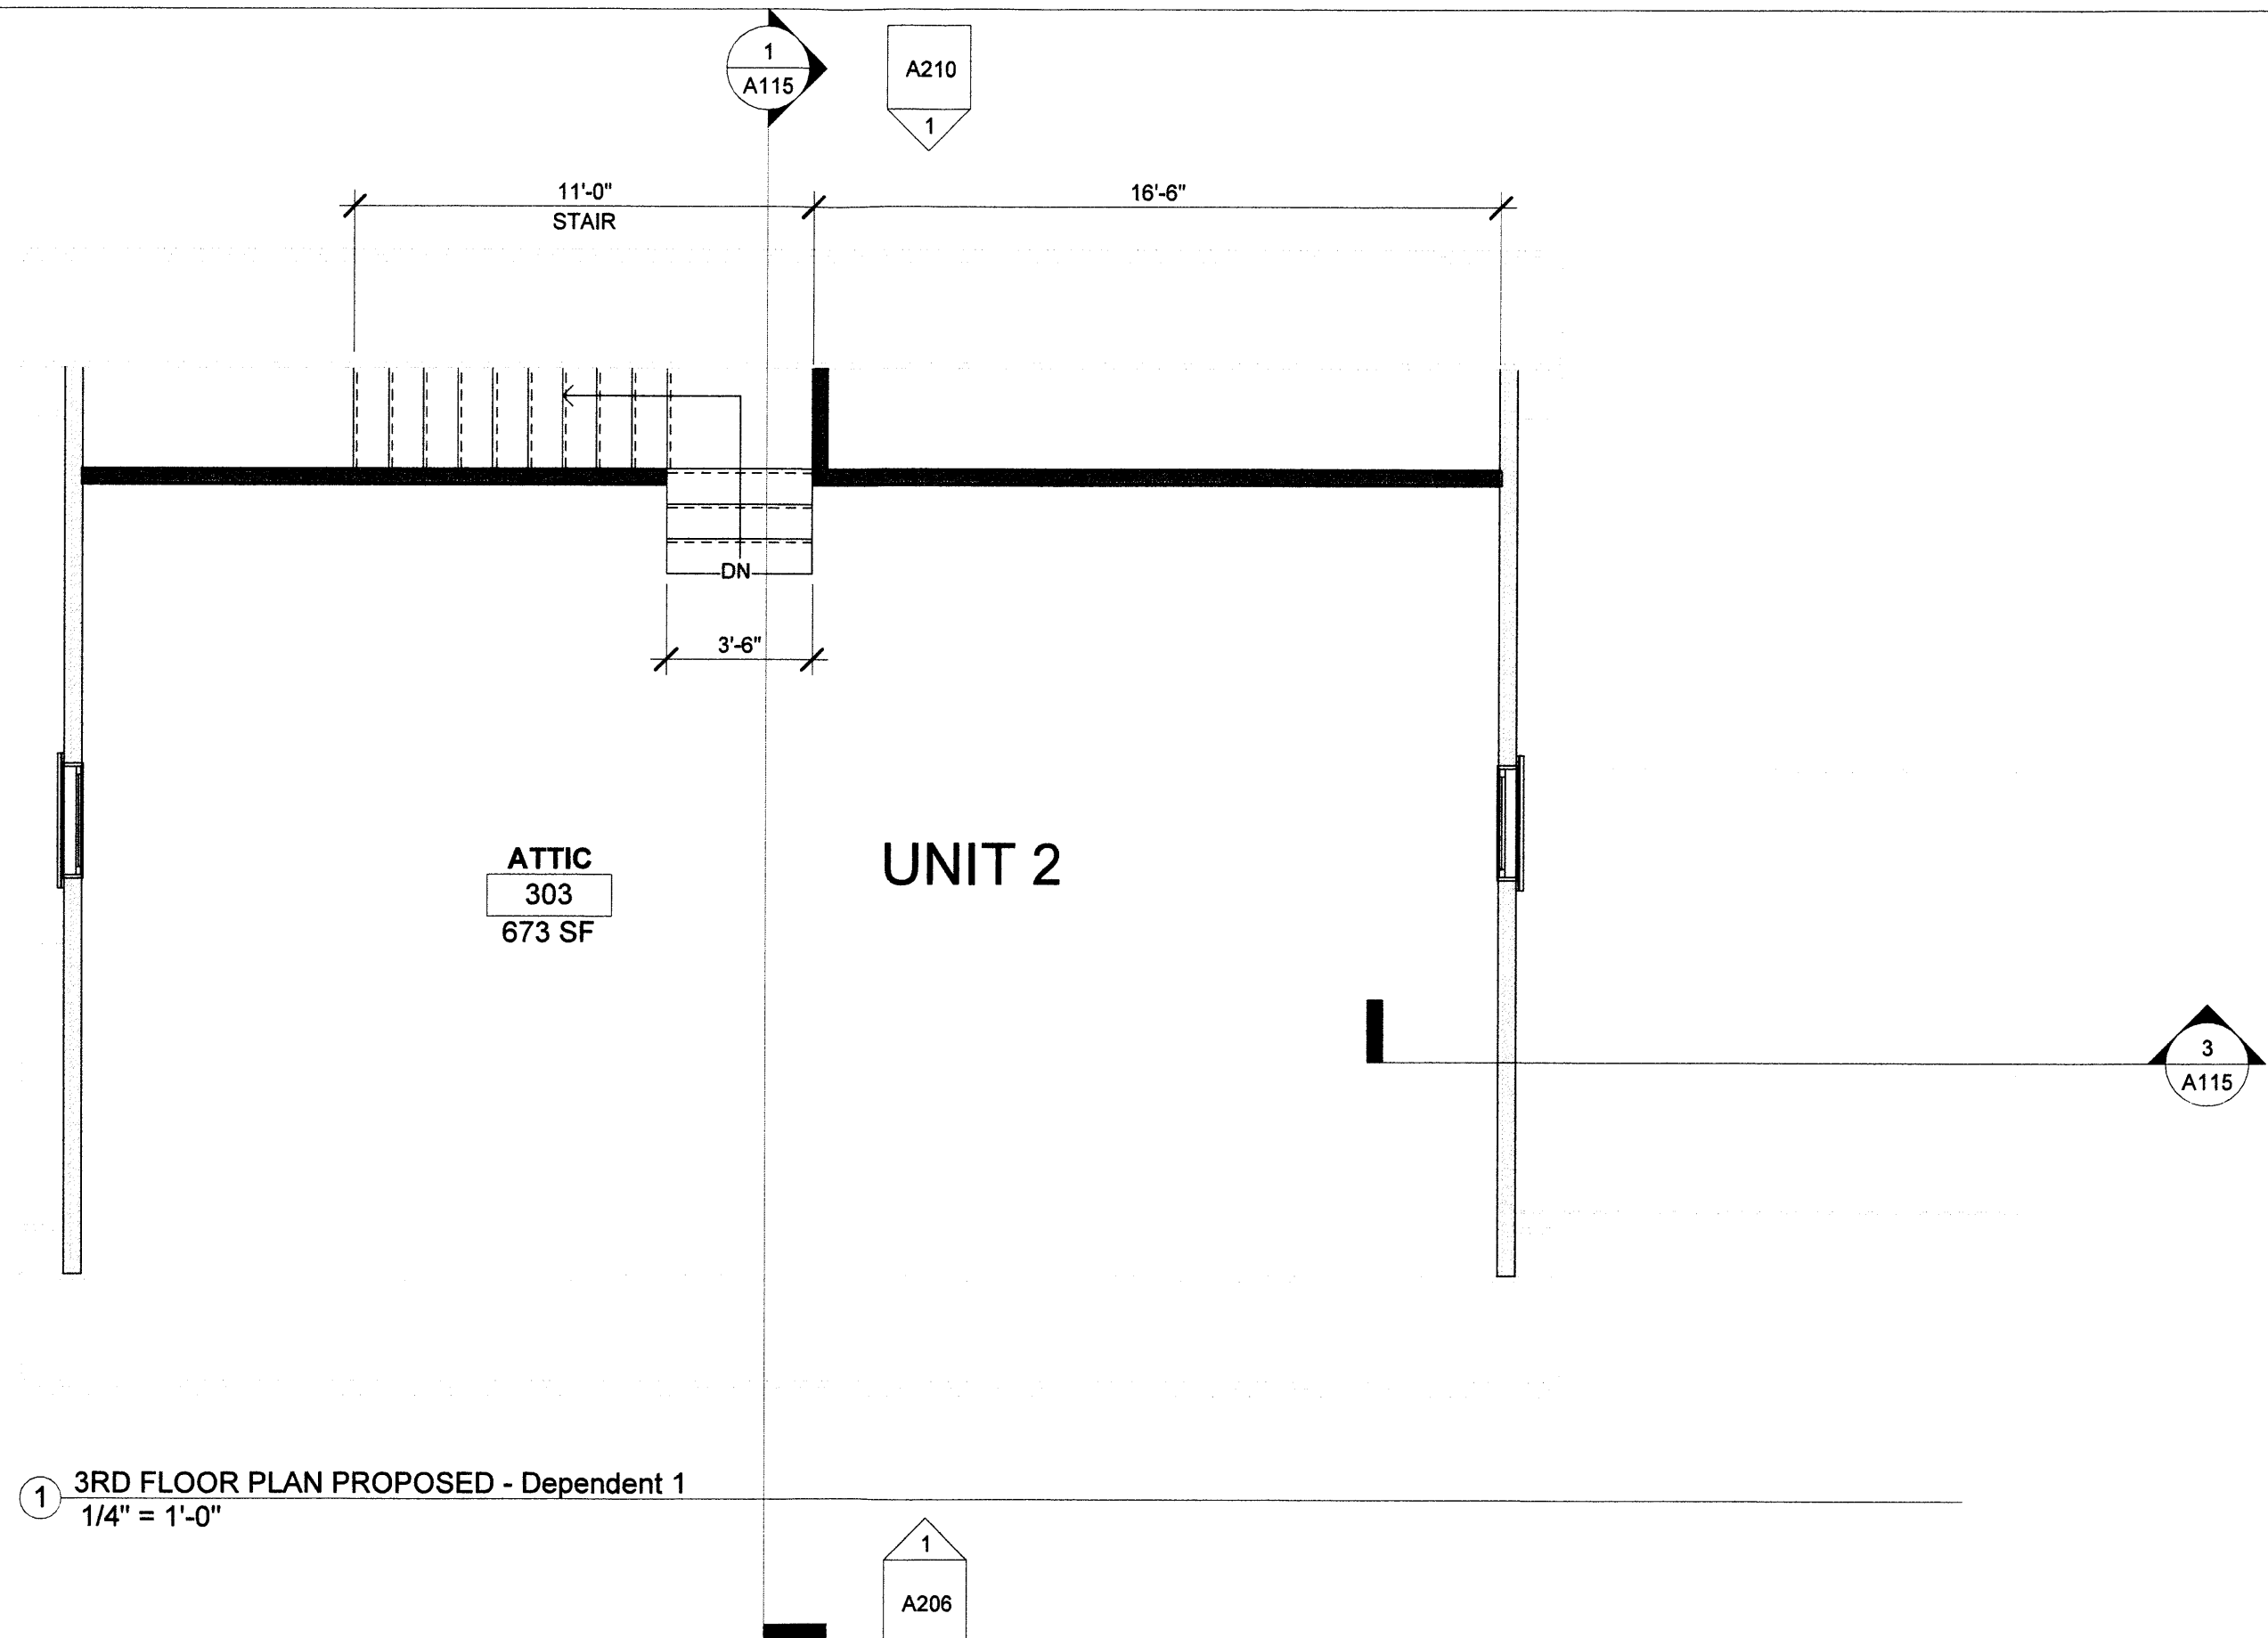 1
A115
A210
1
11'-0"
STAIR
16'-6"
DN
3'-6"
ATTIC
303
673 SF
UNIT 2
3
A115
1
3RD FLOOR PLAN PROPOSED - Dependent 1
1/4" = 1'-0"
1
A206